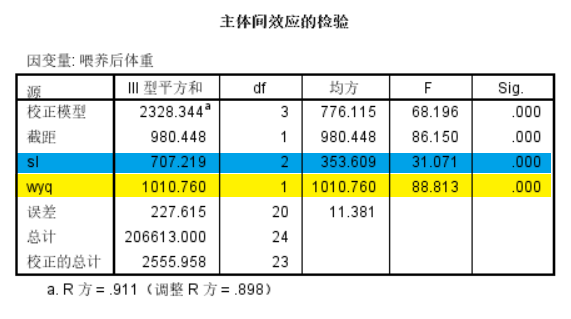 主体间效应的检验
因变量: 喂养后体重
源 III 型平方和 df 均方 F Sig.
校正模型 2328.344a 3 776.115 68.196 .000
截距 980.448 1 980.448 86.150 .000
sl 707.219 2 353.609 31.071 .000
wyq 1010.760 1 1010.760 88.813 .000
误差 227.615 20 11.381
总计 206613.000 24
校正的总计 2555.958 23
a. R 方 = .911（调整 R 方 = .898）